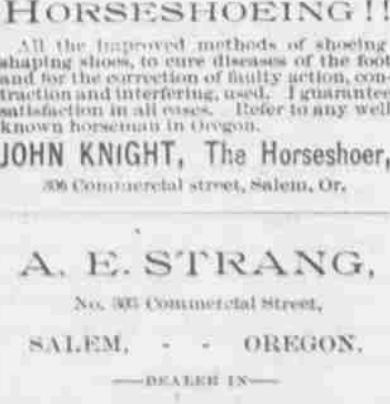 HORSESHOEING!!
All the improved methods of shoeing
shaping shoes, to cure diseases of the foot
and for the correction of faulty action, con
traction and interfering, used. I guarantee
satisfaction in all cases. Refer to any well
known horseman in Oregon.
JOHN KNIGHT, The Horseshoer,
306 Commercial street, Salem, Or.
A. E. STRANG,
No. 303 Commercial Street,
SALEM, - - OREGON.
—DEALER IN—